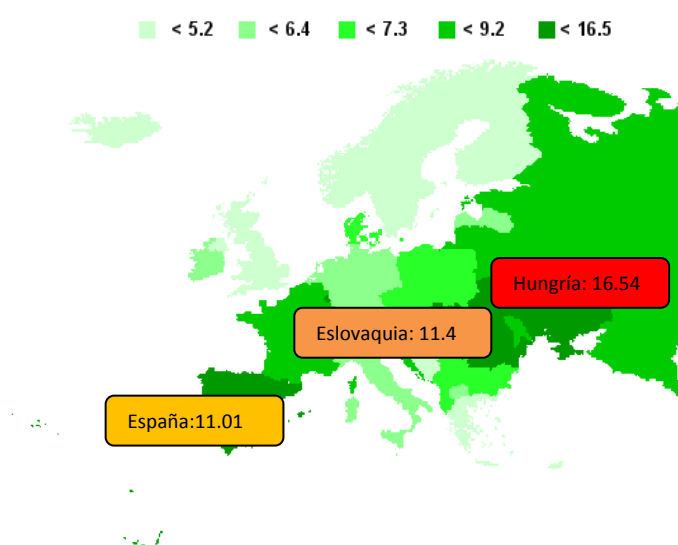 < 5.2 < 6.4 < 7.3 < 9.2 < 16.5
Hungría: 16.54
Eslovaquia: 11.4
España:11.01